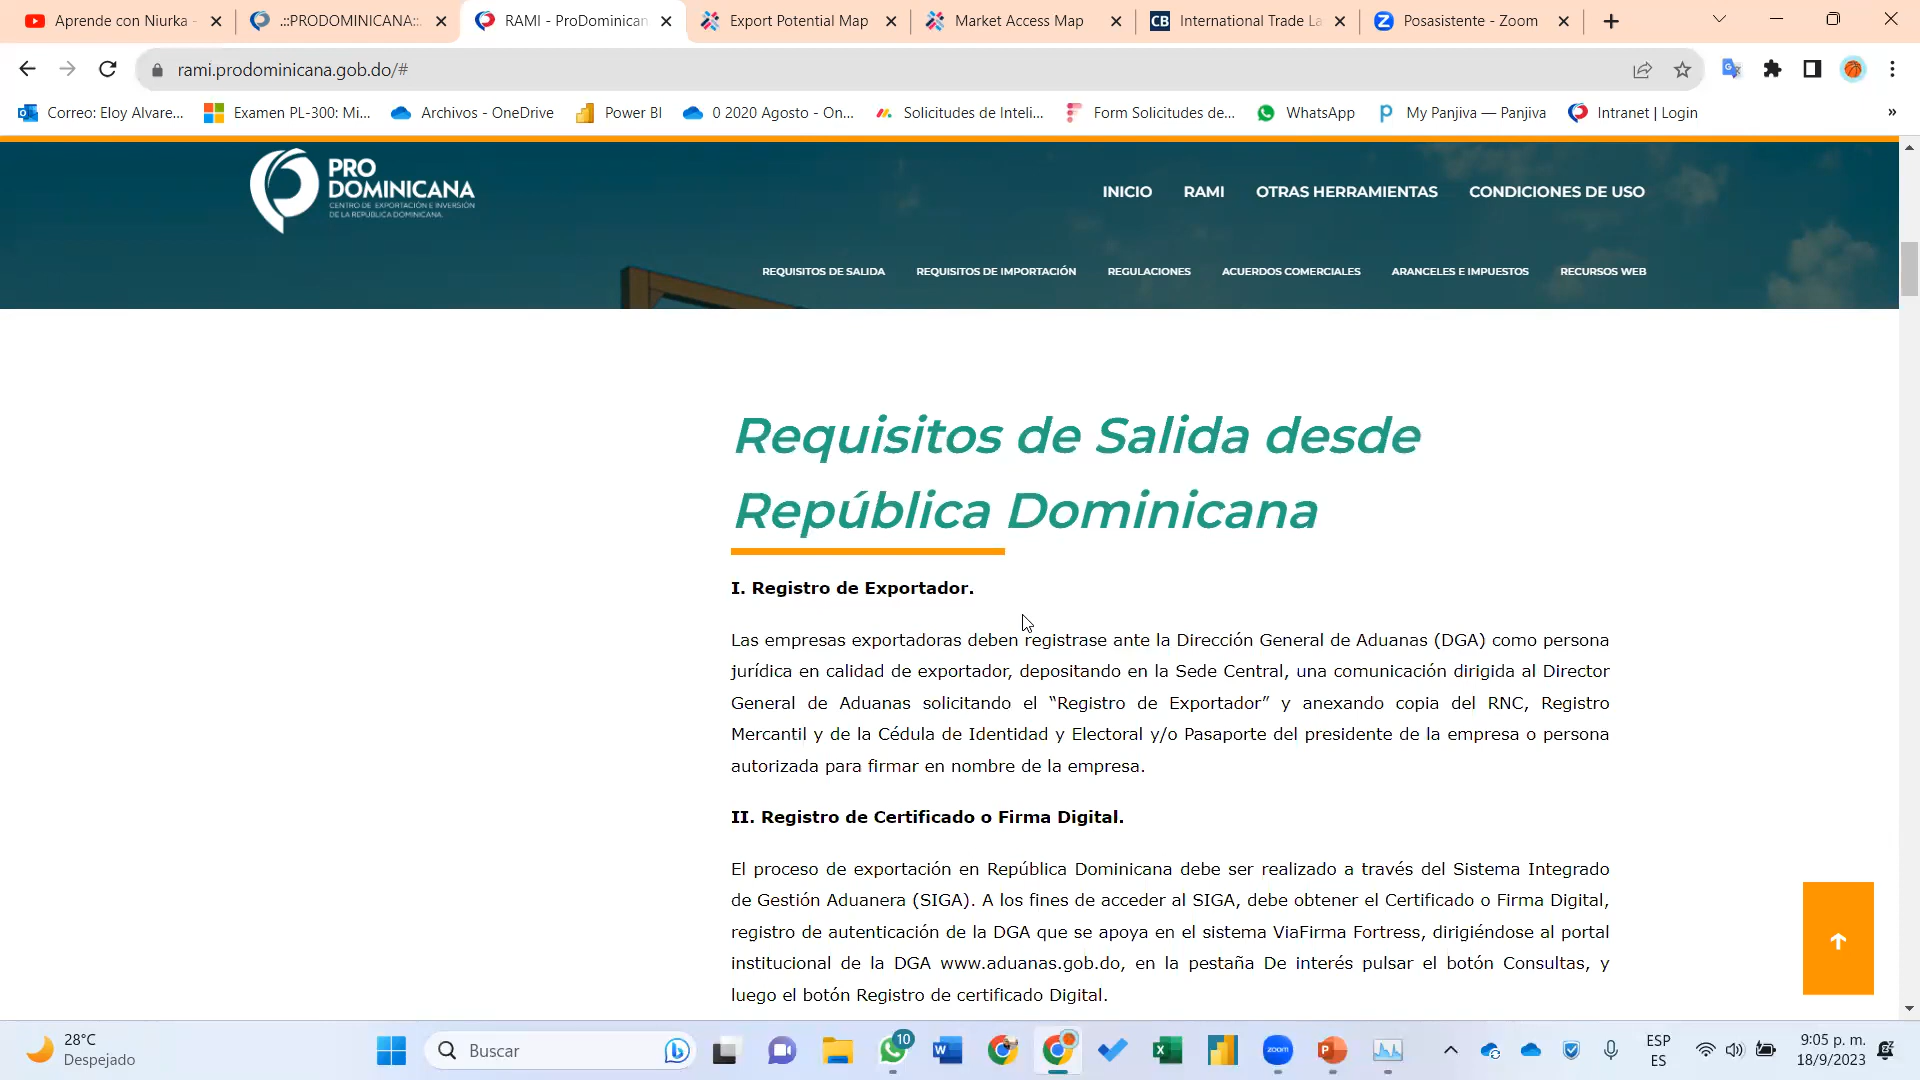 Aprende con Niurka -
.::PRODOMINICANA::.
RAMI - ProDominican
Export Potential Map
Market Access Map
International Trade La
Posasistente - Zoom
rami.prodominicana.gob.do/#
Correo: Eloy Alvare...
Examen PL-300: Mi...
Archivos - OneDrive
Power BI
0 2020 Agosto - On...
Solicitudes de Inteli...
Form Solicitudes de...
WhatsApp
My Panjiva — Panjiva
Intranet | Login
»
PRO
DOMINICANA
CENTRO DE EXPORTACIÓN E INVERSIÓN
DE LA REPÚBLICA DOMINICANA.
INICIO
RAMI
OTRAS HERRAMIENTAS
CONDICIONES DE USO
REQUISITOS DE SALIDA
REQUISITOS DE IMPORTACIÓN
REGULACIONES
ACUERDOS COMERCIALES
ARANCELES E IMPUESTOS
RECURSOS WEB
Requisitos de Salida desde
República Dominicana
I. Registro de Exportador.
Las empresas exportadoras deben registrase ante la Dirección General de Aduanas (DGA) como persona
jurídica en calidad de exportador, depositando en la Sede Central, una comunicación dirigida al Director
General de Aduanas solicitando el “Registro de Exportador” y anexando copia del RNC, Registro
Mercantil y de la Cédula de Identidad y Electoral y/o Pasaporte del presidente de la empresa o persona
autorizada para firmar en nombre de la empresa.
II. Registro de Certificado o Firma Digital.
El proceso de exportación en República Dominicana debe ser realizado a través del Sistema Integrado
de Gestión Aduanera (SIGA). A los fines de acceder al SIGA, debe obtener el Certificado o Firma Digital,
registro de autenticación de la DGA que se apoya en el sistema ViaFirma Fortress, dirigiéndose al portal
institucional de la DGA www.aduanas.gob.do, en la pestaña De interés pulsar el botón Consultas, y
luego el botón Registro de certificado Digital.
28°C
Despejado
Buscar
10
zoom
ESP
ES
9:05 p. m.
18/9/2023